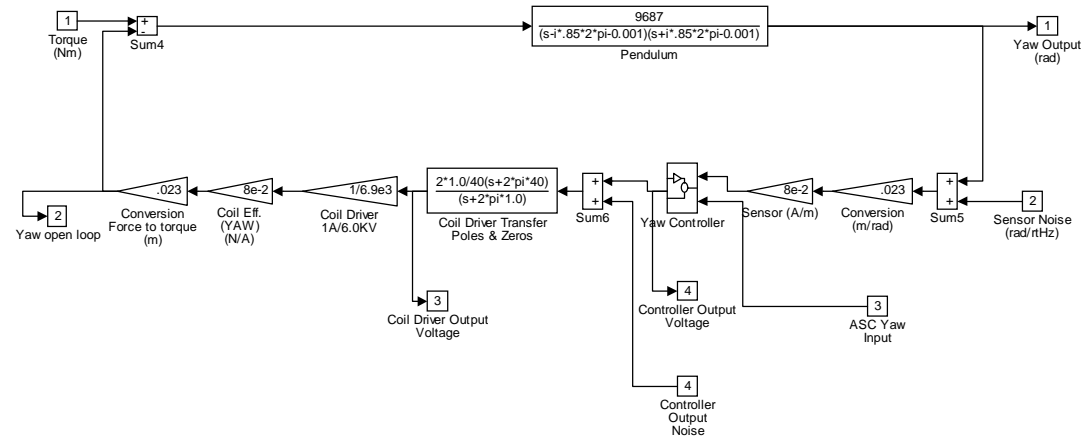 1
Torque
(Nm)
+
-
Sum4
9687
(s-i*.85*2*pi-0.001)(s+i*.85*2*pi-0.001)
Pendulum
1
Yaw Output
(rad)
2
Yaw open loop
.023
Conversion
Force to torque
(m)
8e-2
Coil Eff.
(YAW)
(N/A)
1/6.9e3
Coil Driver
1A/6.0KV
2*1.0/40(s+2*pi*40)
(s+2*pi*1.0)
Coil Driver Transfer
Poles & Zeros
+
+
Sum6
Yaw Controller
8e-2
Sensor (A/m)
.023
Conversion
(m/rad)
+
+
Sum5
2
Sensor Noise
(rad/rtHz)
3
Coil Driver Output
Voltage
4
Controller Output
Voltage
3
ASC Yaw
Input
4
Controller
Output
Noise